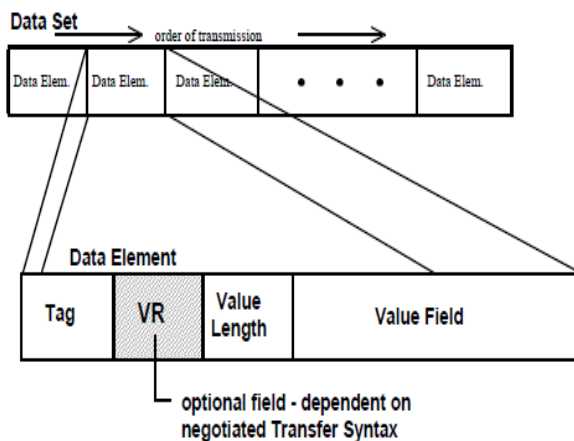 Data Set
order of transmission
Data Elem. Data Elem. Data Elem. • • • Data Elem.
Data Element
Tag VR Value Length Value Field
optional field - dependent on
negotiated Transfer Syntax